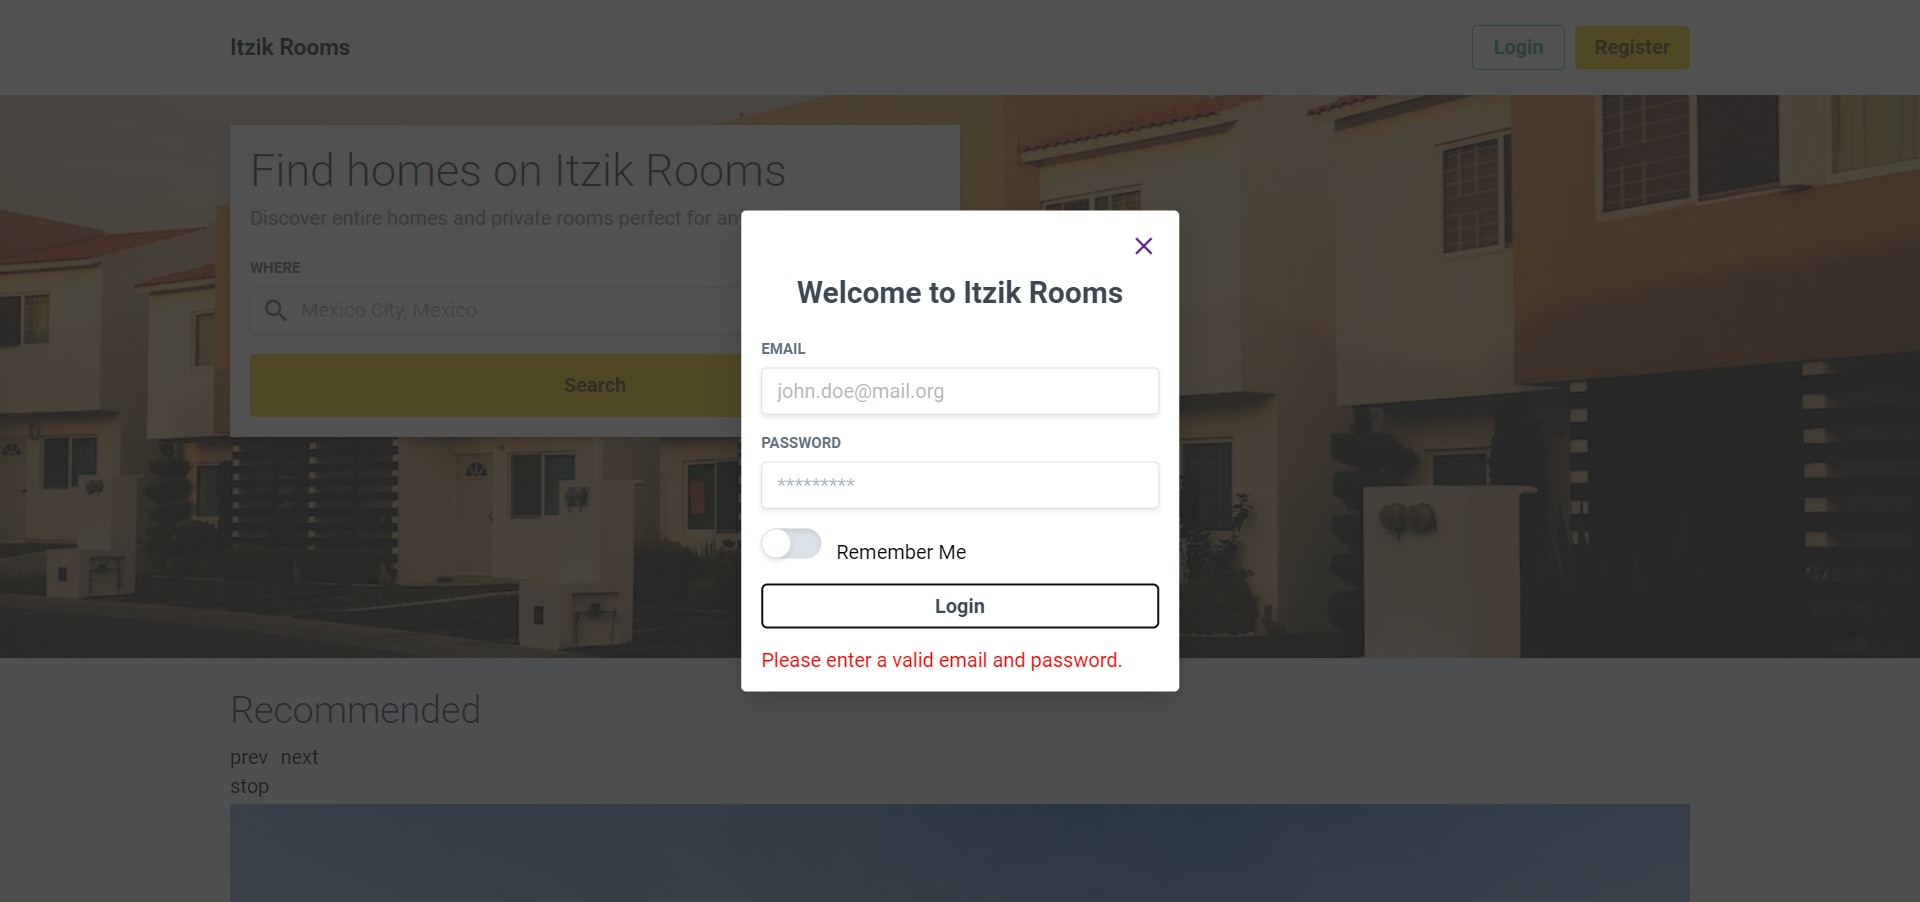 Itzik Rooms
Login
Register
Find homes on Itzik Rooms
Discover entire homes and private rooms perfect for an
WHERE
Mexico City, Mexico
Search
Welcome to Itzik Rooms
EMAIL
john.doe@mail.org
PASSWORD
*********
Remember Me
Login
Please enter a valid email and password.
Recommended
prev next
stop